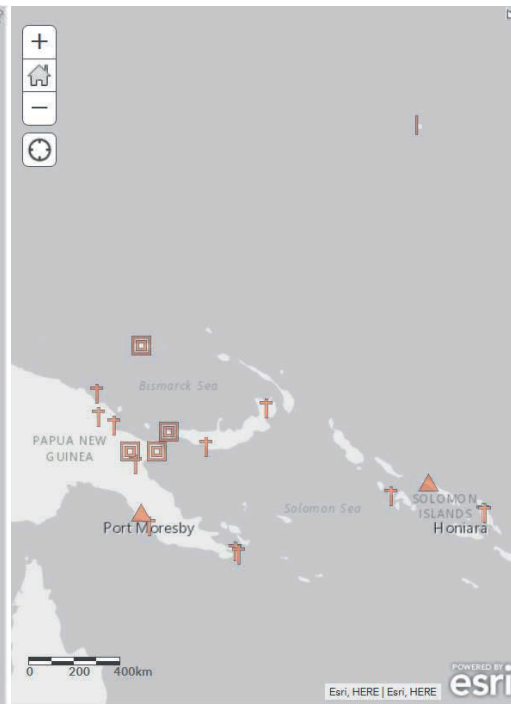 +
−
Bismarck Sea
PAPUA NEW
GUINEA
Solomon Sea
SOLOMON
ISLANDS
Port Moresby
Honiara
0 200 400km
Esri, HERE | Esri, HERE
POWERED BY
esri